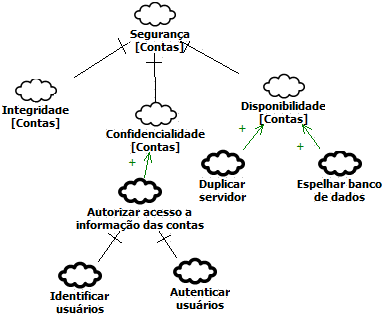 Segurança
[Contas]
Integridade
[Contas]
Confidencialidade
[Contas]
Disponibilidade
[Contas]
+
+
+
Duplicar
servidor
Espelhar banco
de dados
Autorizar acesso a
informação das contas
Identificar
usuários
Autenticar
usuários